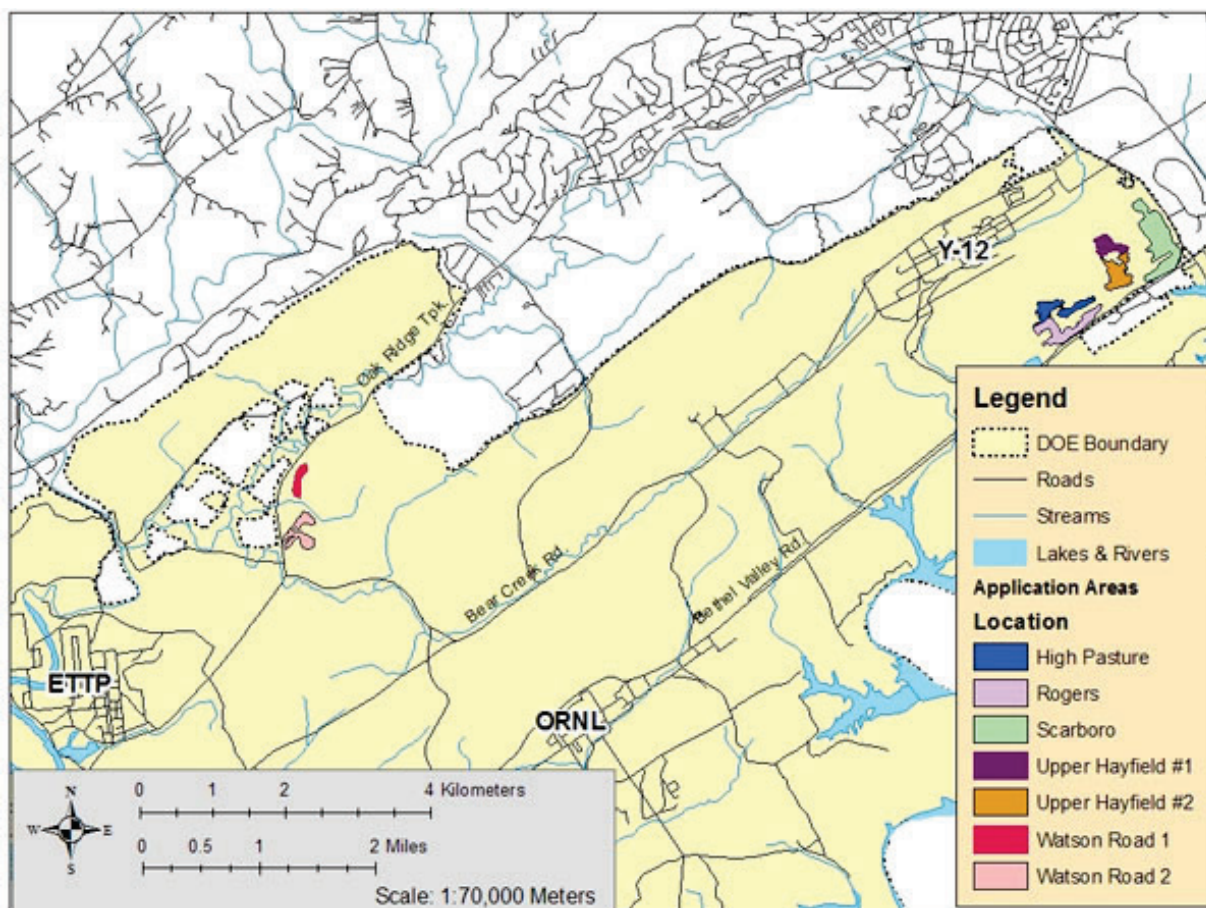 Y-12
Oak Ridge Tpk.
Bear Creek Rd.
Bethel Valley Rd.
ETTP
ORNL
Legend
DOE Boundary
Roads
Streams
Lakes & Rivers
Application Areas
Location
High Pasture
Rogers
Scarboro
Upper Hayfield #1
Upper Hayfield #2
Watson Road 1
Watson Road 2
N
W E
S
0 1 2 4 Kilometers
0 0.5 1 2 Miles
Scale: 1:70,000 Meters